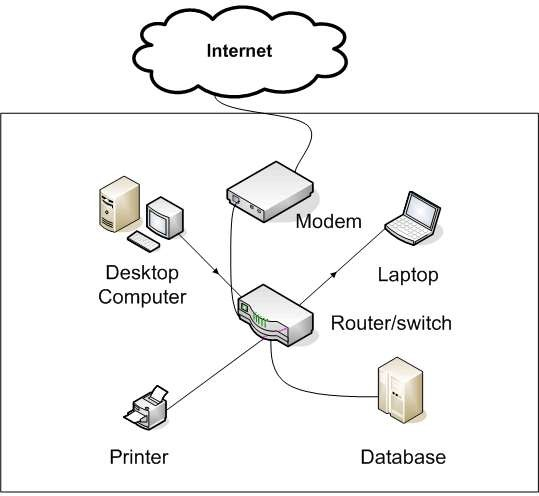 Internet
Modem
Desktop
Computer
Laptop
Router/switch
Printer
Database